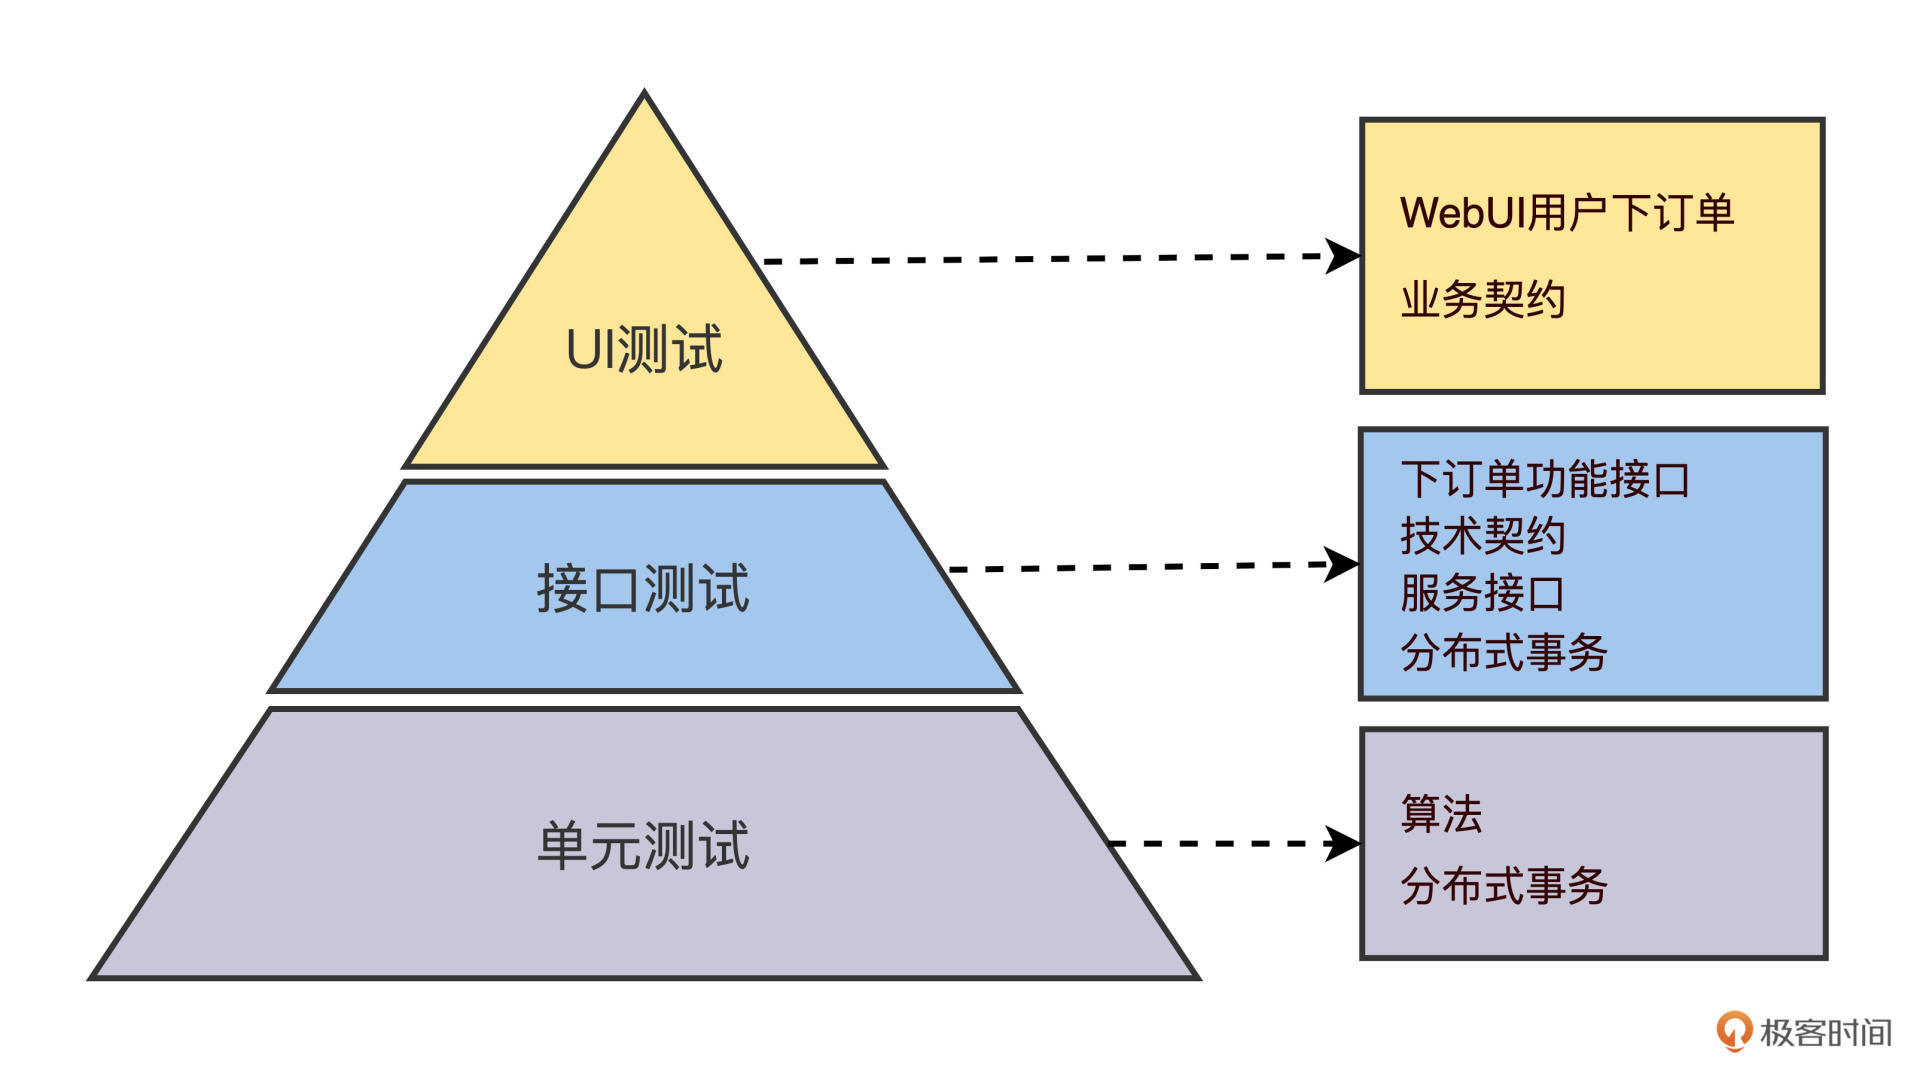 UI测试
接口测试
单元测试
WebUI用户下订单
业务契约
下订单功能接口
技术契约
服务接口
分布式事务
算法
分布式事务
极客时间